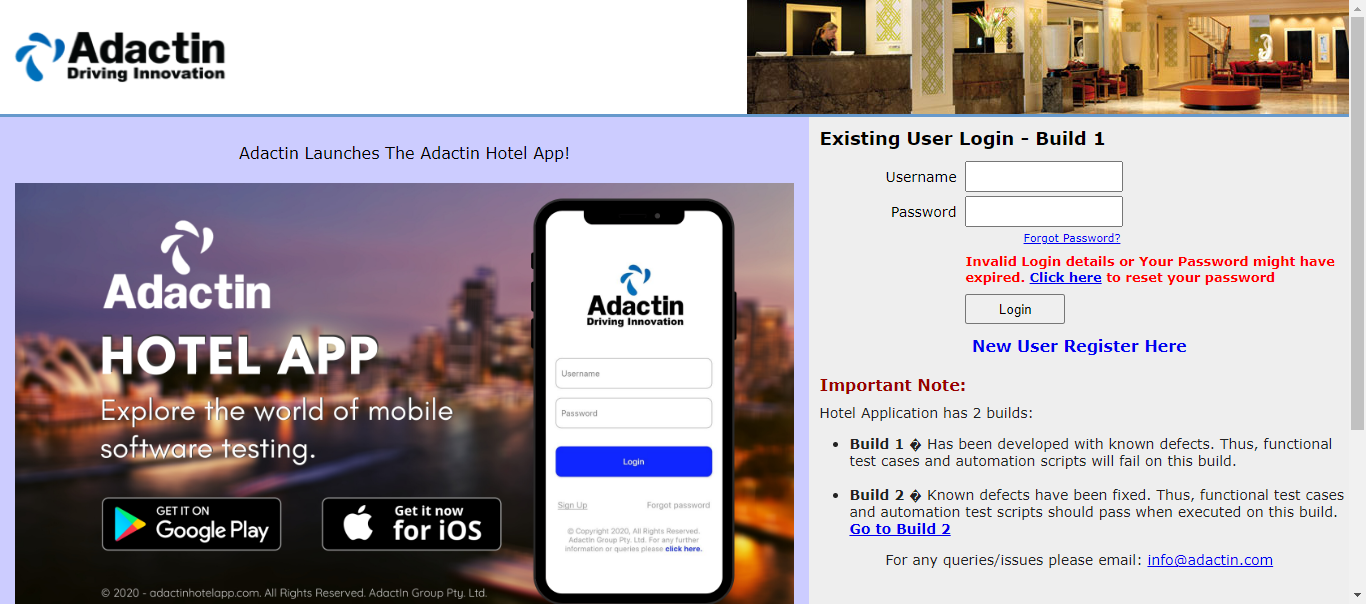 Adactin
Driving Innovation
Adactin Launches The Adactin Hotel App!
Adactin
HOTEL APP
Explore the world of mobile
software testing.
GET IT ON
Google Play
Get it now
for iOS
© 2020 - adactinhotelapp.com. All Rights Reserved. AdactIn Group Pty. Ltd.
Adactin
Driving Innovation
Username
Password
Login
Sign Up Forgot password
© Copyright 2020, All Rights Reserved.
AdactIn Group Pty. Ltd. For any further
information or queries please click here.
Existing User Login - Build 1
Username
Password
Forgot Password?
Invalid Login details or Your Password might have
expired. Click here to reset your password
Login
New User Register Here
Important Note:
Hotel Application has 2 builds:
• Build 1 � Has been developed with known defects. Thus, functional
test cases and automation scripts will fail on this build.
• Build 2 � Known defects have been fixed. Thus, functional test cases
and automation test scripts should pass when executed on this build.
Go to Build 2
For any queries/issues please email: info@adactin.com